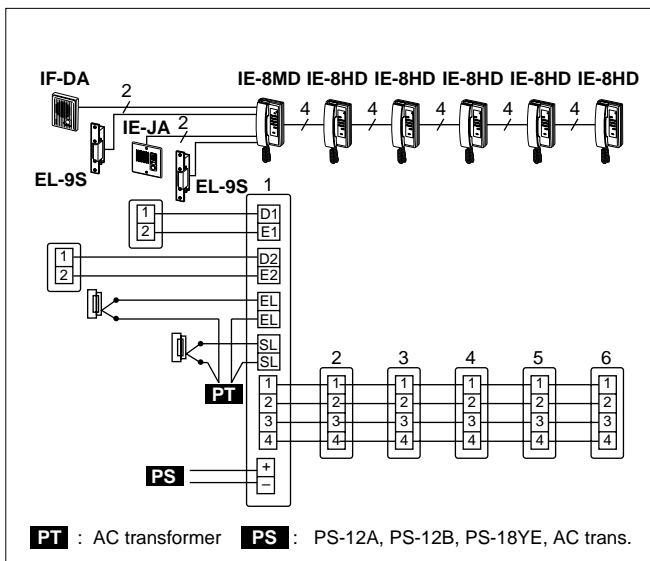 IF-DA 2 IE-8MD IE-8HD IE-8HD IE-8HD IE-8HD IE-8HD
4 4 4 4 4
IE-JA 2
EL-9S EL-9S
1
1 D1
2 E1
1 D2
2 E2
EL
EL
SL
SL
PT
2 3 4 5 6
1 1 1 1 1 1
2 2 2 2 2 2
3 3 3 3 3 3
4 4 4 4 4 4
PS + –
PT : AC transformer PS : PS-12A, PS-12B, PS-18YE, AC trans.